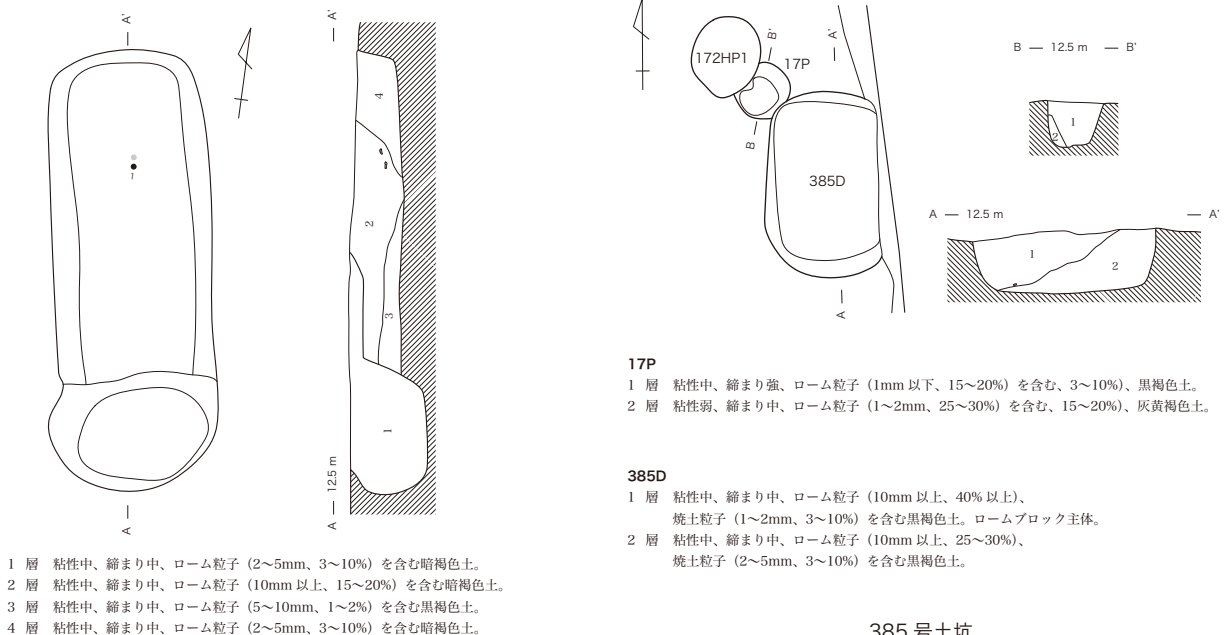 A'
1
A
A'
4
2
3
1
A — 12.5 m
1 層 粘性中、締まり中、ローム粒子（2〜5mm、3〜10%）を含む暗褐色土。
2 層 粘性中、締まり中、ローム粒子（10mm 以上、15〜20%）を含む暗褐色土。
3 層 粘性中、締まり中、ローム粒子（5〜10mm、1〜2%）を含む黒褐色土。
4 層 粘性中、締まり中、ローム粒子（2〜5mm、3〜10%）を含む暗褐色土。
172HP1
B'
17P
A'
B
385D
A
B — 12.5 m — B'
1
2
A — 12.5 m — A'
1
2
17P
1 層 粘性中、締まり強、ローム粒子（1mm 以下、15〜20%）を含む、3〜10%）、黒褐色土。
2 層 粘性弱、締まり中、ローム粒子（1〜2mm、25〜30%）を含む、15〜20%）、灰黄褐色土。
385D
1 層 粘性中、締まり中、ローム粒子（10mm 以上、40% 以上）、
焼土粒子（1〜2mm、3〜10%）を含む黒褐色土。ロームブロック主体。
2 層 粘性中、締まり中、ローム粒子（10mm 以上、25〜30%）、
焼土粒子（2〜5mm、3〜10%）を含む黒褐色土。
385 号土坑